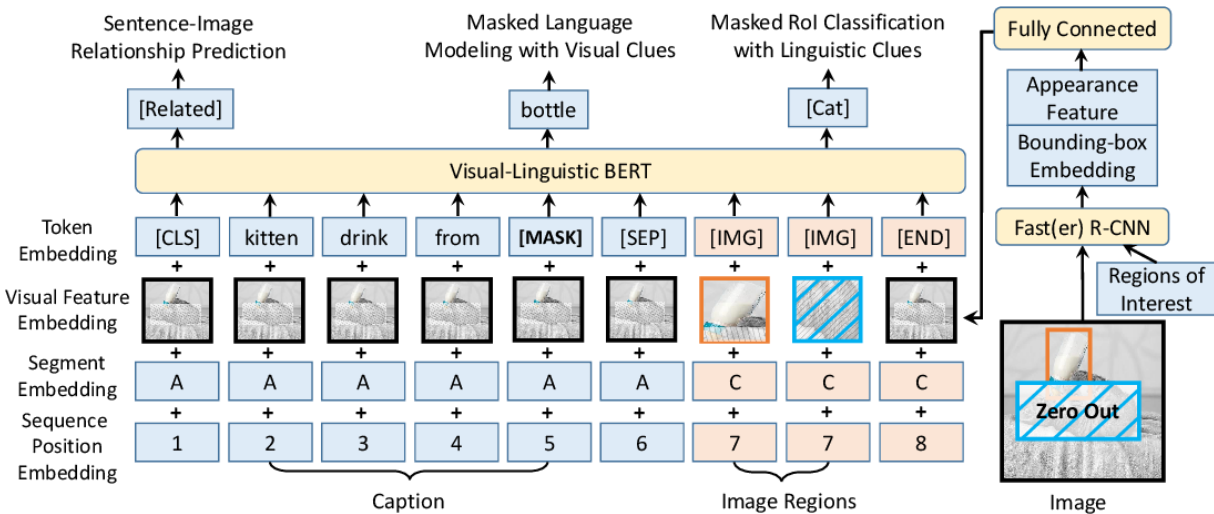 Sentence-Image
Relationship Prediction
Masked Language
Modeling with Visual Clues
Masked RoI Classification
with Linguistic Clues
Fully Connected
[Related]
bottle
[Cat]
Appearance
Feature
Visual-Linguistic BERT
Bounding-box
Embedding
Token
Embedding
[CLS] kitten drink from [MASK] [SEP] [IMG] [IMG] [END]
Fast(er) R-CNN
+ + + + + + + + +
Regions of
Interest
Visual Feature
Embedding
+ + + + + + + + +
Segment
Embedding
A A A A A A C C C
+ + + + + + + + +
Sequence
Position
Embedding
1 2 3 4 5 6 7 7 8
Zero Out
Caption
Image Regions
Image